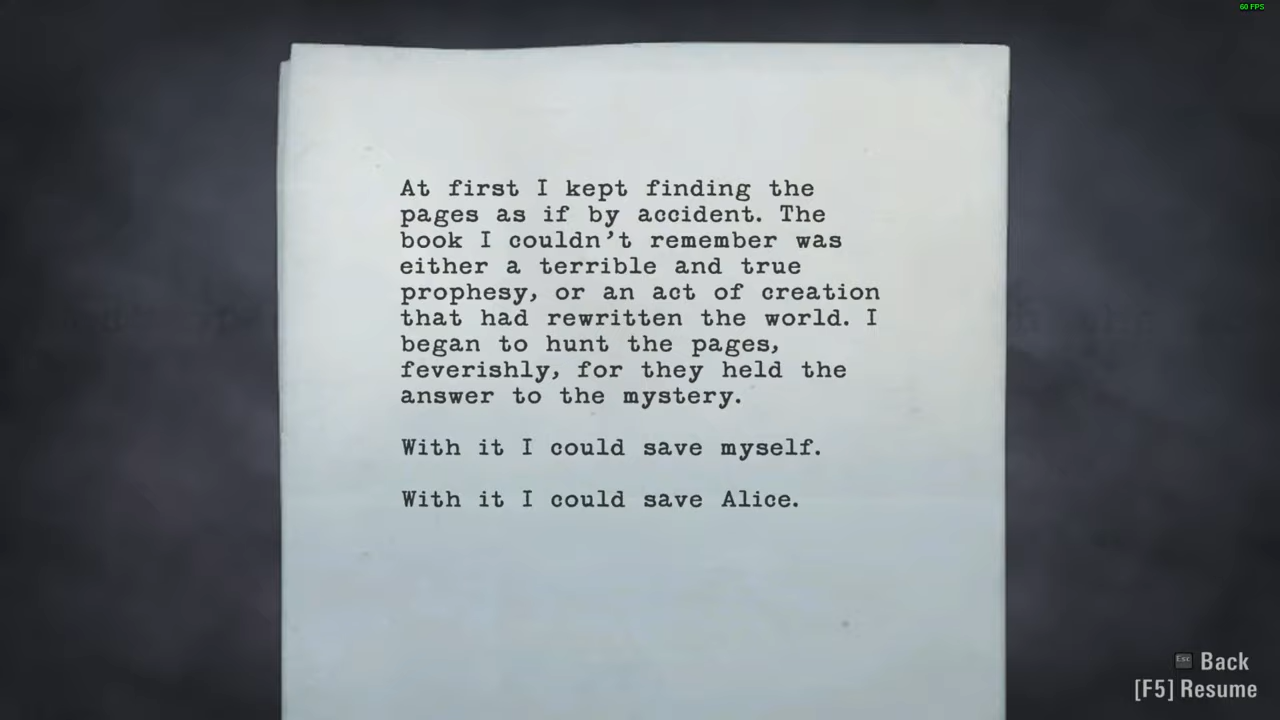 60 FPS
At first I kept finding the
pages as if by accident. The
book I couldn't remember was
either a terrible and true
prophesy, or an act of creation
that had rewritten the world. I
began to hunt the pages,
feverishly, for they held the
answer to the mystery.
With it I could save myself.
With it I could save Alice.
Esc Back
[F5] Resume